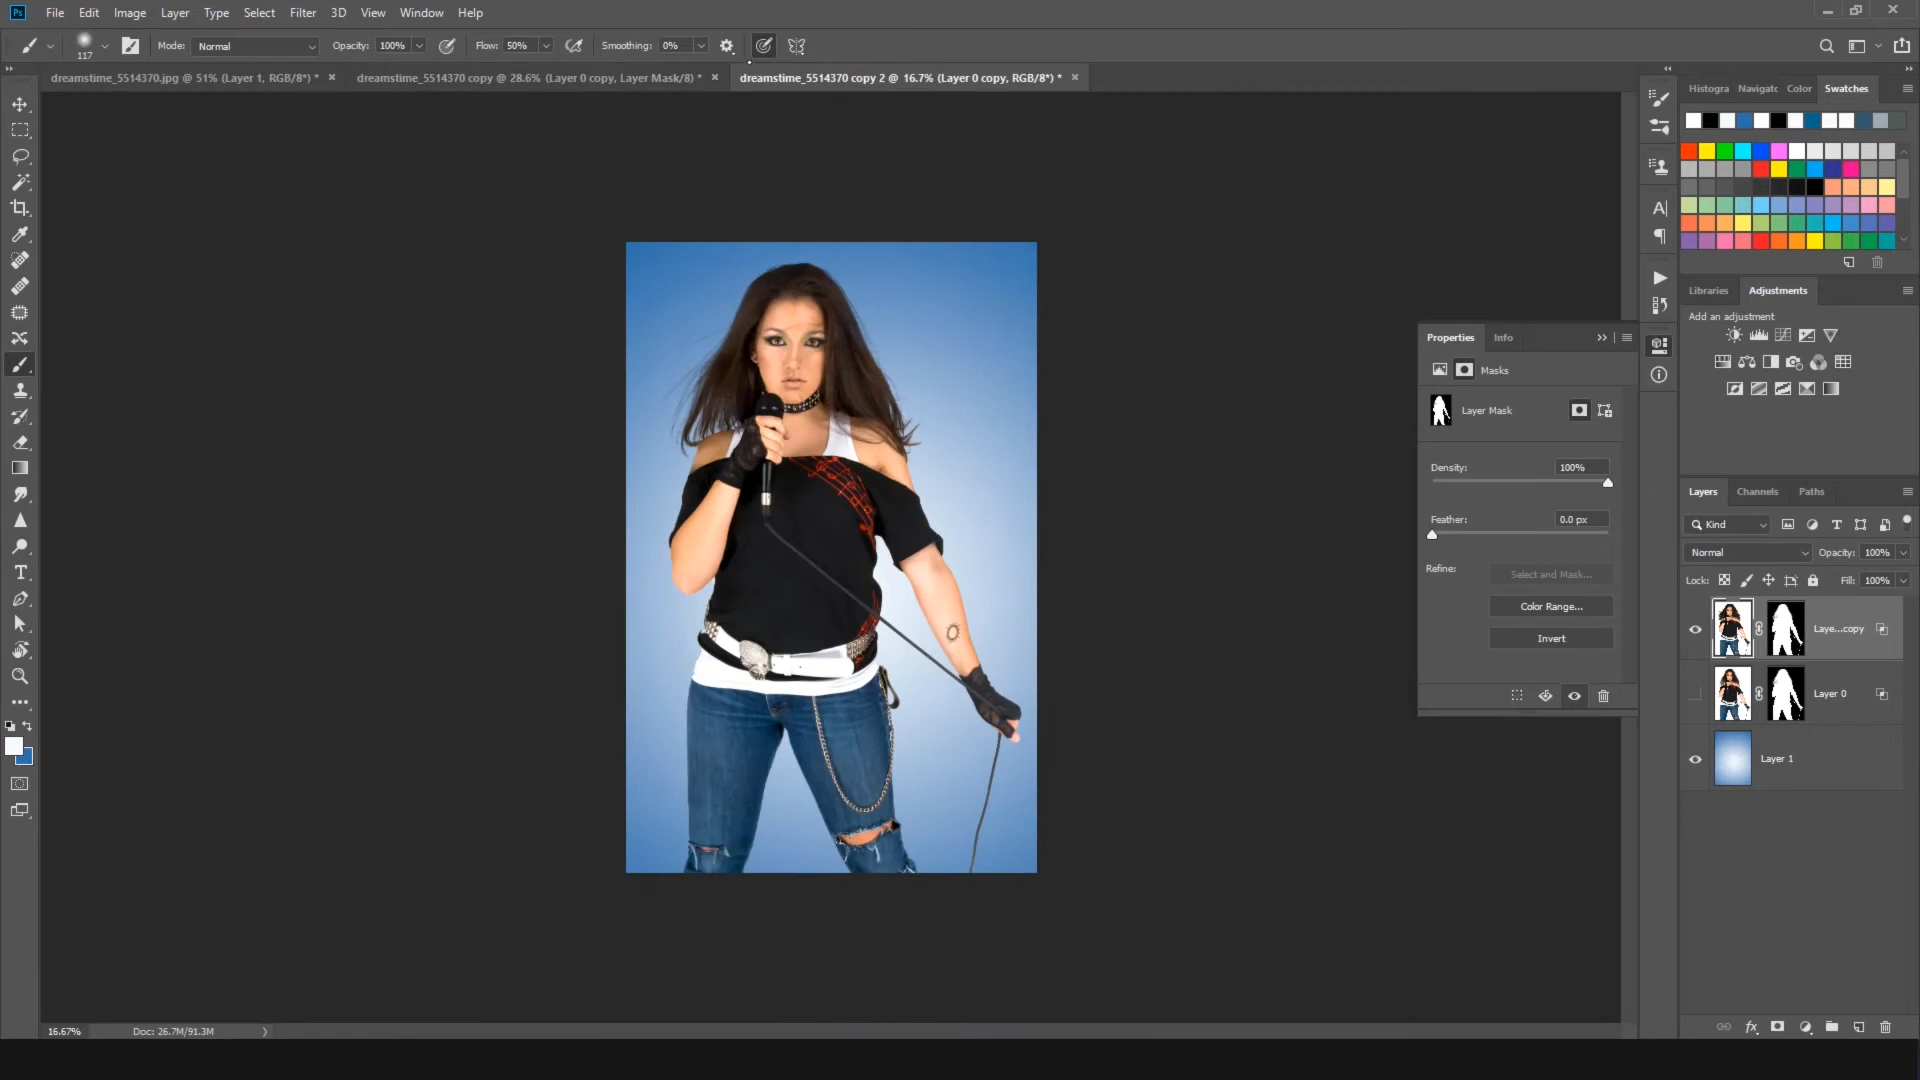 Ps File Edit Image Layer Type Select Filter 3D View Window Help
117 Mode: Normal Opacity: 100% Flow: 50% Smoothing: 0%
dreamstime_5514370.jpg @ 51% (Layer 1, RGB/8*) * dreamstime_5514370 copy @ 28.6% (Layer 0 copy, Layer Mask/8) * dreamstime_5514370 copy 2 @ 16.7% (Layer 0 copy, RGB/8*) *
Histogra Navigatc Color Swatches
Libraries Adjustments
Add an adjustment
Properties Info
Masks
Layer Mask
Density: 100%
Feather: 0.0 px
Refine: Select and Mask...
Color Range...
Invert
Layers Channels Paths
Kind
Normal Opacity: 100%
Lock: Fill: 100%
Laye...copy
Layer 0
Layer 1
16.67% Doc: 26.7M/91.3M